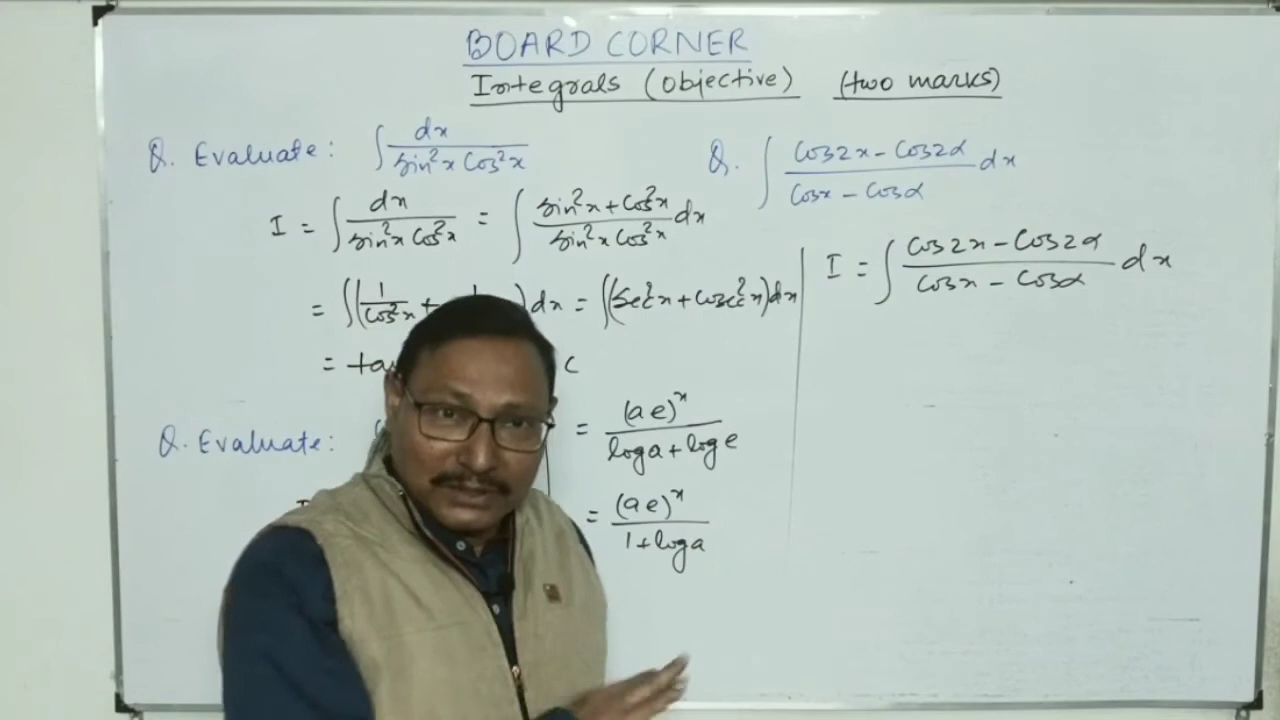 BOARD CORNER
Integrals (objective) (two marks)
Q. Evaluate: ∫ dx / sin²x Cos²x
I = ∫ dx / sin²x Cos²x = ∫ sin²x + Cos²x / sin²x Cos²x dx
= ∫(1/Cos²x + dx = ∫(Sec²x + Cosec²x)dx
= tan C
Q. Evaluate:
= (ae)ˣ / loga + loge
= (ae)ˣ / 1 + loga
Q. ∫ Cos2x - Cos2α / Cosx - Cosα dx
I = ∫ Cos2x - Cos2α / Cosx - Cosα dx